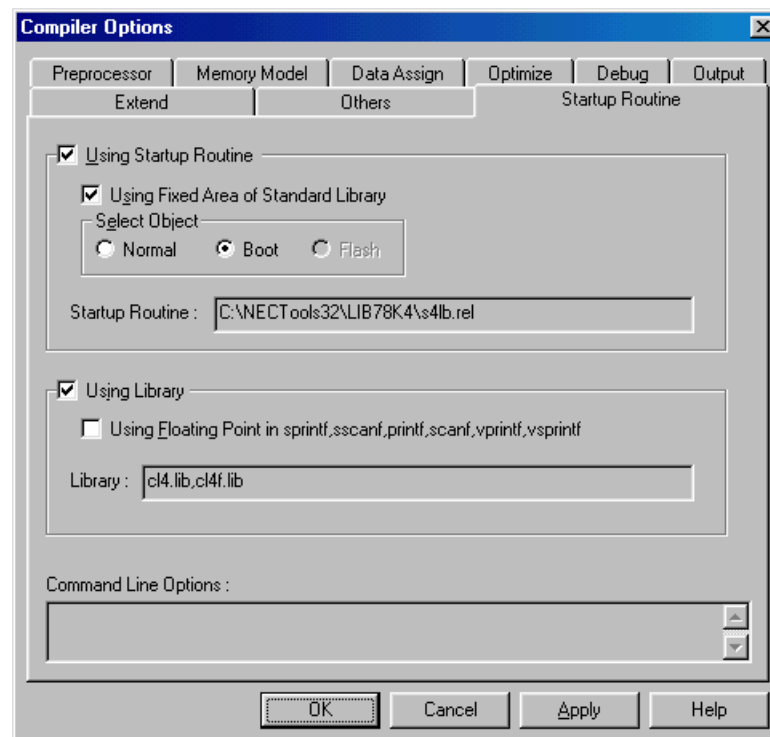 Compiler Options
Preprocessor Memory Model Data Assign Optimize Debug Output
Extend Others Startup Routine
Using Startup Routine
Using Fixed Area of Standard Library
Select Object
Normal Boot Flash
Startup Routine : C:\NECTools32\LIB78K4\s4lb.rel
Using Library
Using Floating Point in sprintf,sscanf,printf,scanf,vprintf,vsprintf
Library : cl4.lib,cl4f.lib
Command Line Options :
OK Cancel Apply Help